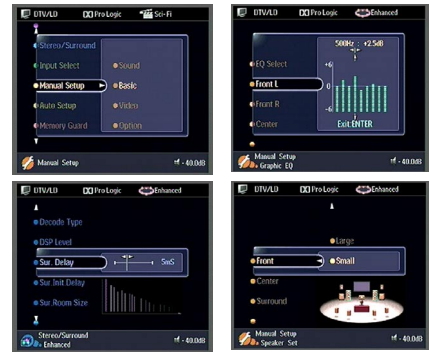 DTV/LD
Pro Logic
Sci-Fi
Stereo/Surround
Input Select
Sound
Manual Setup
Basic
Auto Setup
Video
Memory Guard
Option
Manual Setup
-40.0dB
DTV/LD
Pro Logic
Enhanced
500Hz : +2.5dB
EQ Select
+6
Front L
0
Front R
-6
Center
Exit:ENTER
Manual Setup
Graphic EQ
-40.0dB
DTV/LD
Pro Logic
Enhanced
Decode Type
DSP Level
Sur. Delay
5mS
Sur.Init Delay
Sur.Room Size
Stereo/Surround
Enhanced
-40.0dB
DTV/LD
Pro Logic
Enhanced
Large
Front
Small
Center
Surround
Manual Setup
Speaker Set
-40.0dB